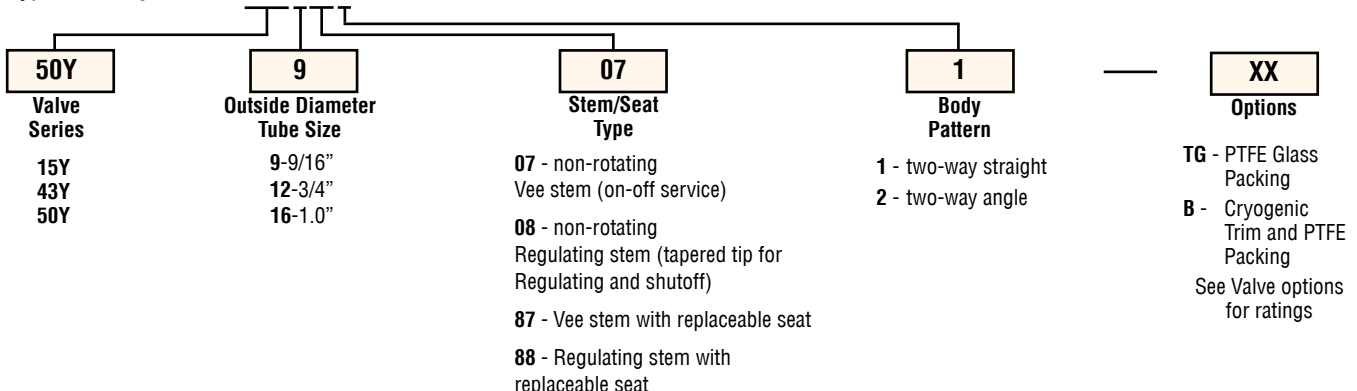 50Y
Valve
Series
15Y
43Y
50Y
9
Outside Diameter
Tube Size
9-9/16”
12-3/4”
16-1.0”
07
Stem/Seat
Type
07 - non-rotating
Vee stem (on-off service)
08 - non-rotating
Regulating stem (tapered tip for
Regulating and shutoff)
87 - Vee stem with replaceable seat
88 - Regulating stem with
replaceable seat
1
Body
Pattern
1 - two-way straight
2 - two-way angle
XX
Options
TG - PTFE Glass
Packing
B - Cryogenic
Trim and PTFE
Packing
See Valve options
for ratings